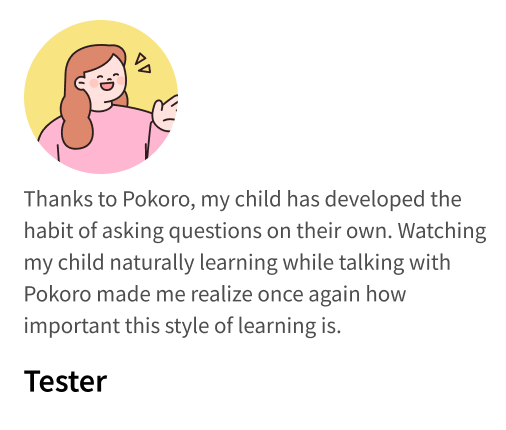 Thanks to Pokoro, my child has developed the
habit of asking questions on their own. Watching
my child naturally learning while talking with
Pokoro made me realize once again how
important this style of learning is.
Tester